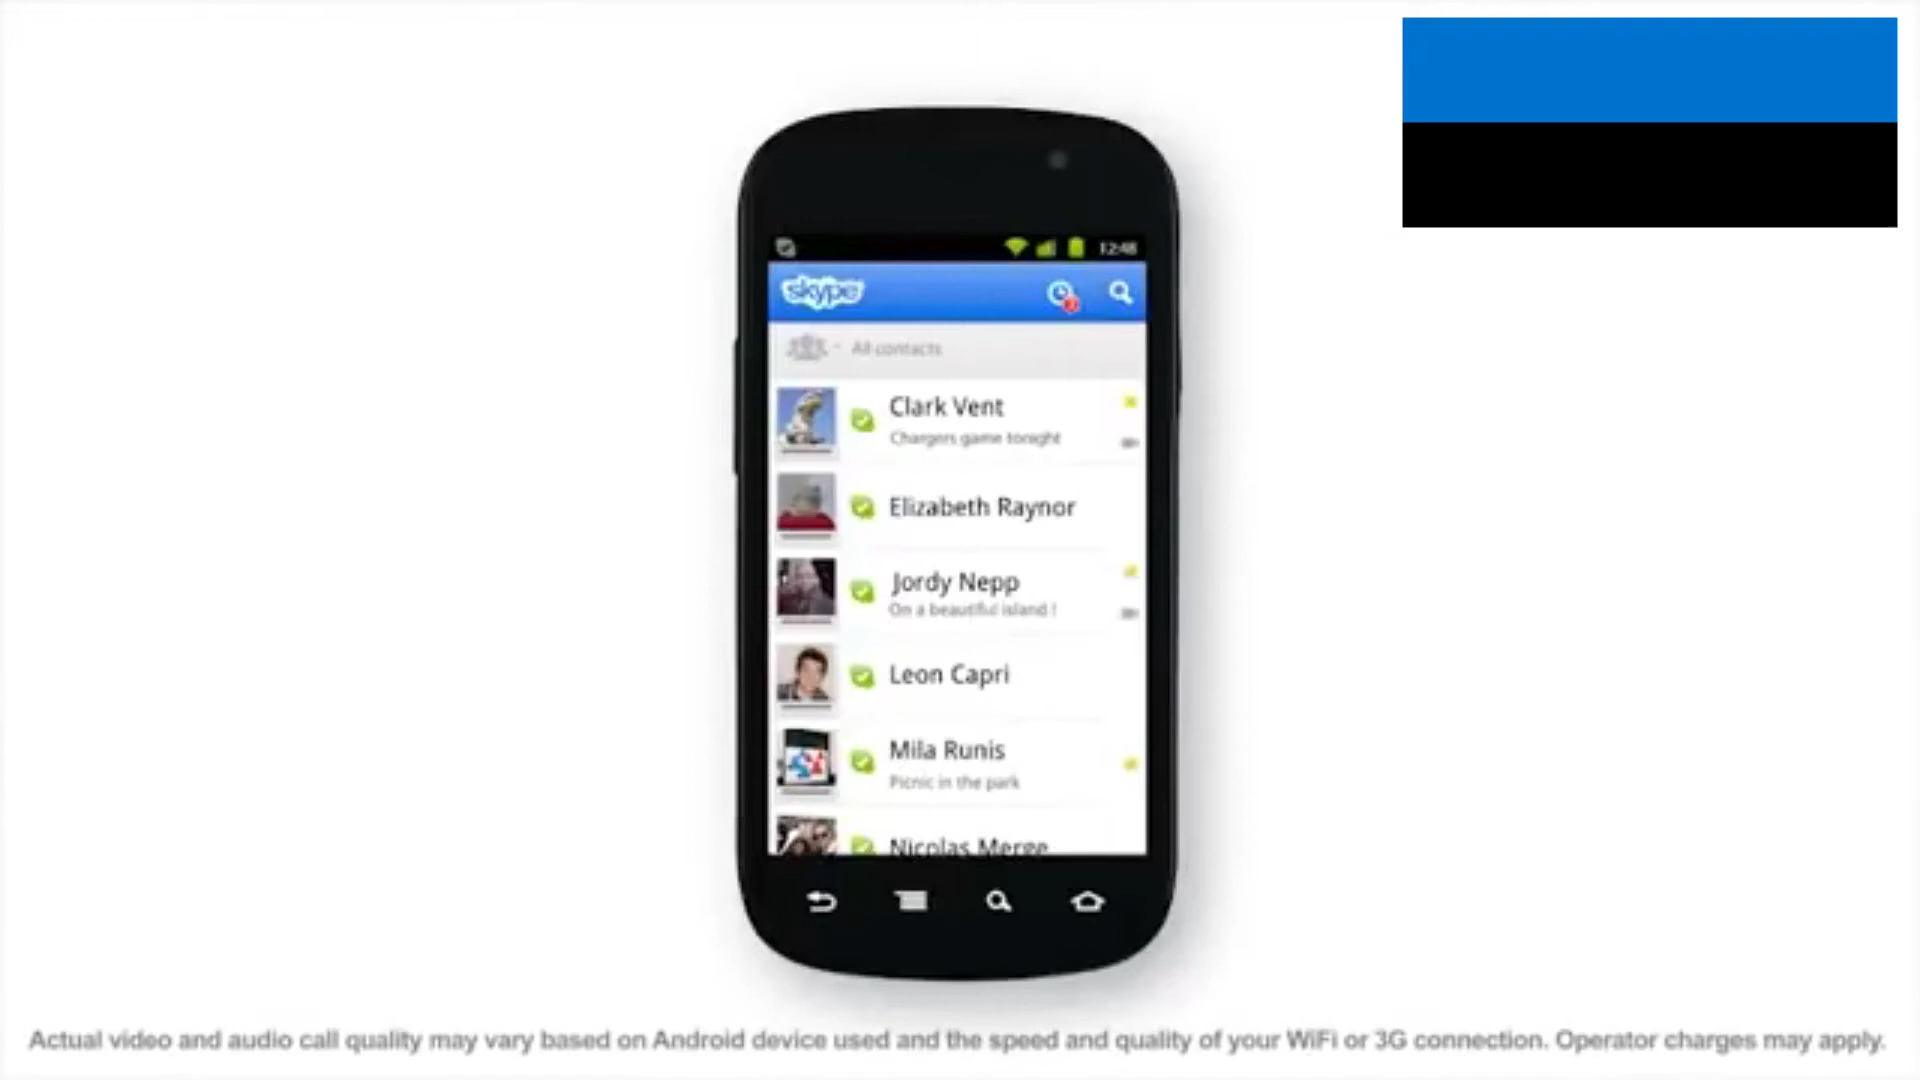 12:48
skype
All contacts
Clark Vent
Chargers game tonight
Elizabeth Raynor
Jordy Nepp
On a beautiful island !
Leon Capri
Mila Runis
Picnic in the park
Nicolas Merge
Actual video and audio call quality may vary based on Android device used and the speed and quality of your WiFi or 3G connection. Operator charges may apply.